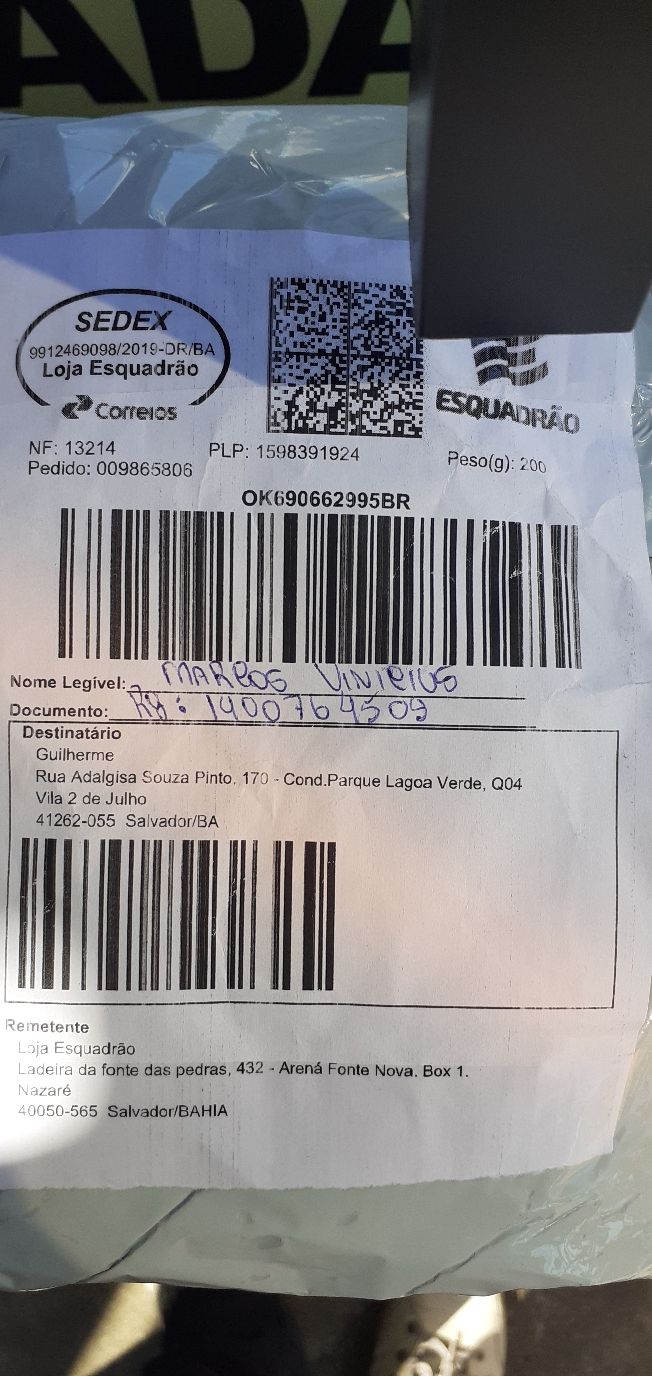 ADA
SEDEX
9912469098/2019-DR/BA
Loja Esquadrão
Correios
ESQUADRÃO
NF: 13214
PLP: 1598391924
Peso(g): 200
Pedido: 009865806
OK690662995BR
Nome Legível: MARCOS VINICIUS
Documento: RG: 1400764509
Destinatário
Guilherme
Rua Adalgisa Souza Pinto, 170 - Cond.Parque Lagoa Verde, Q04
Vila 2 de Julho
41262-055 Salvador/BA
Remetente
Loja Esquadrão
Ladeira da fonte das pedras, 432 - Arená Fonte Nova. Box 1.
Nazaré
40050-565 Salvador/BAHIA